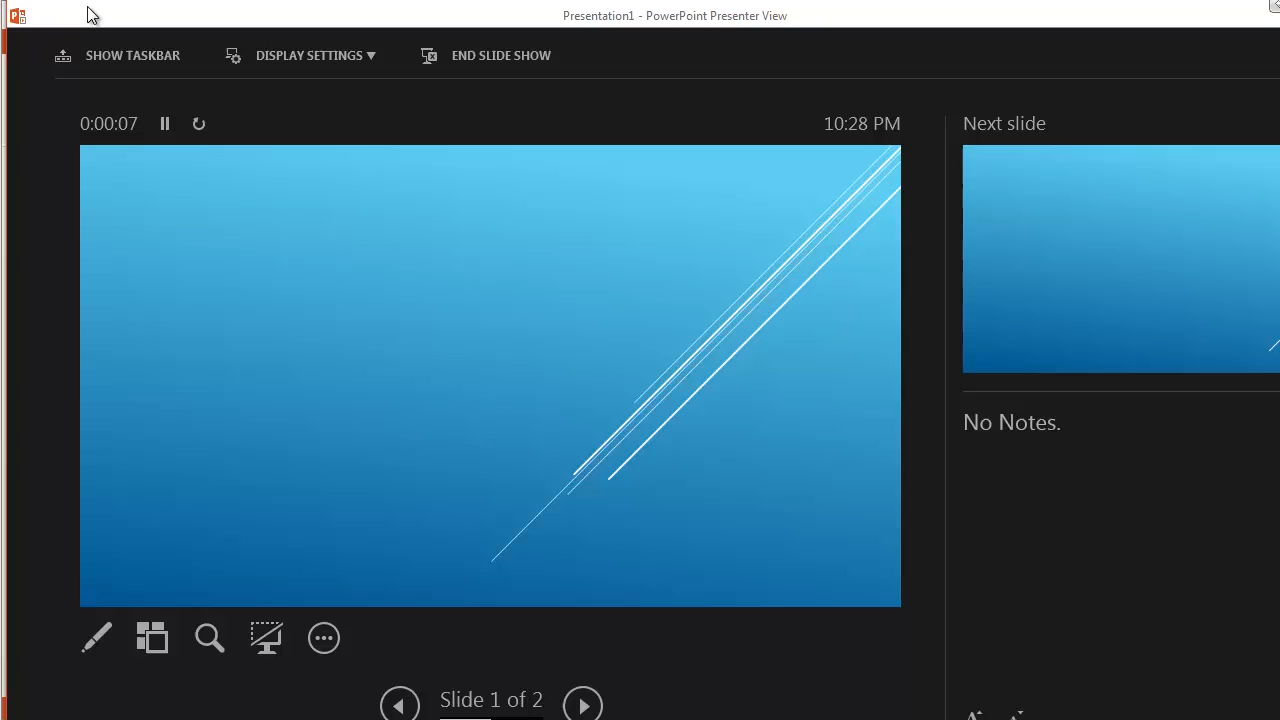 Presentation1 - PowerPoint Presenter View
SHOW TASKBAR DISPLAY SETTINGS ▼ END SLIDE SHOW
0:00:07 10:28 PM Next slide
No Notes.
Slide 1 of 2